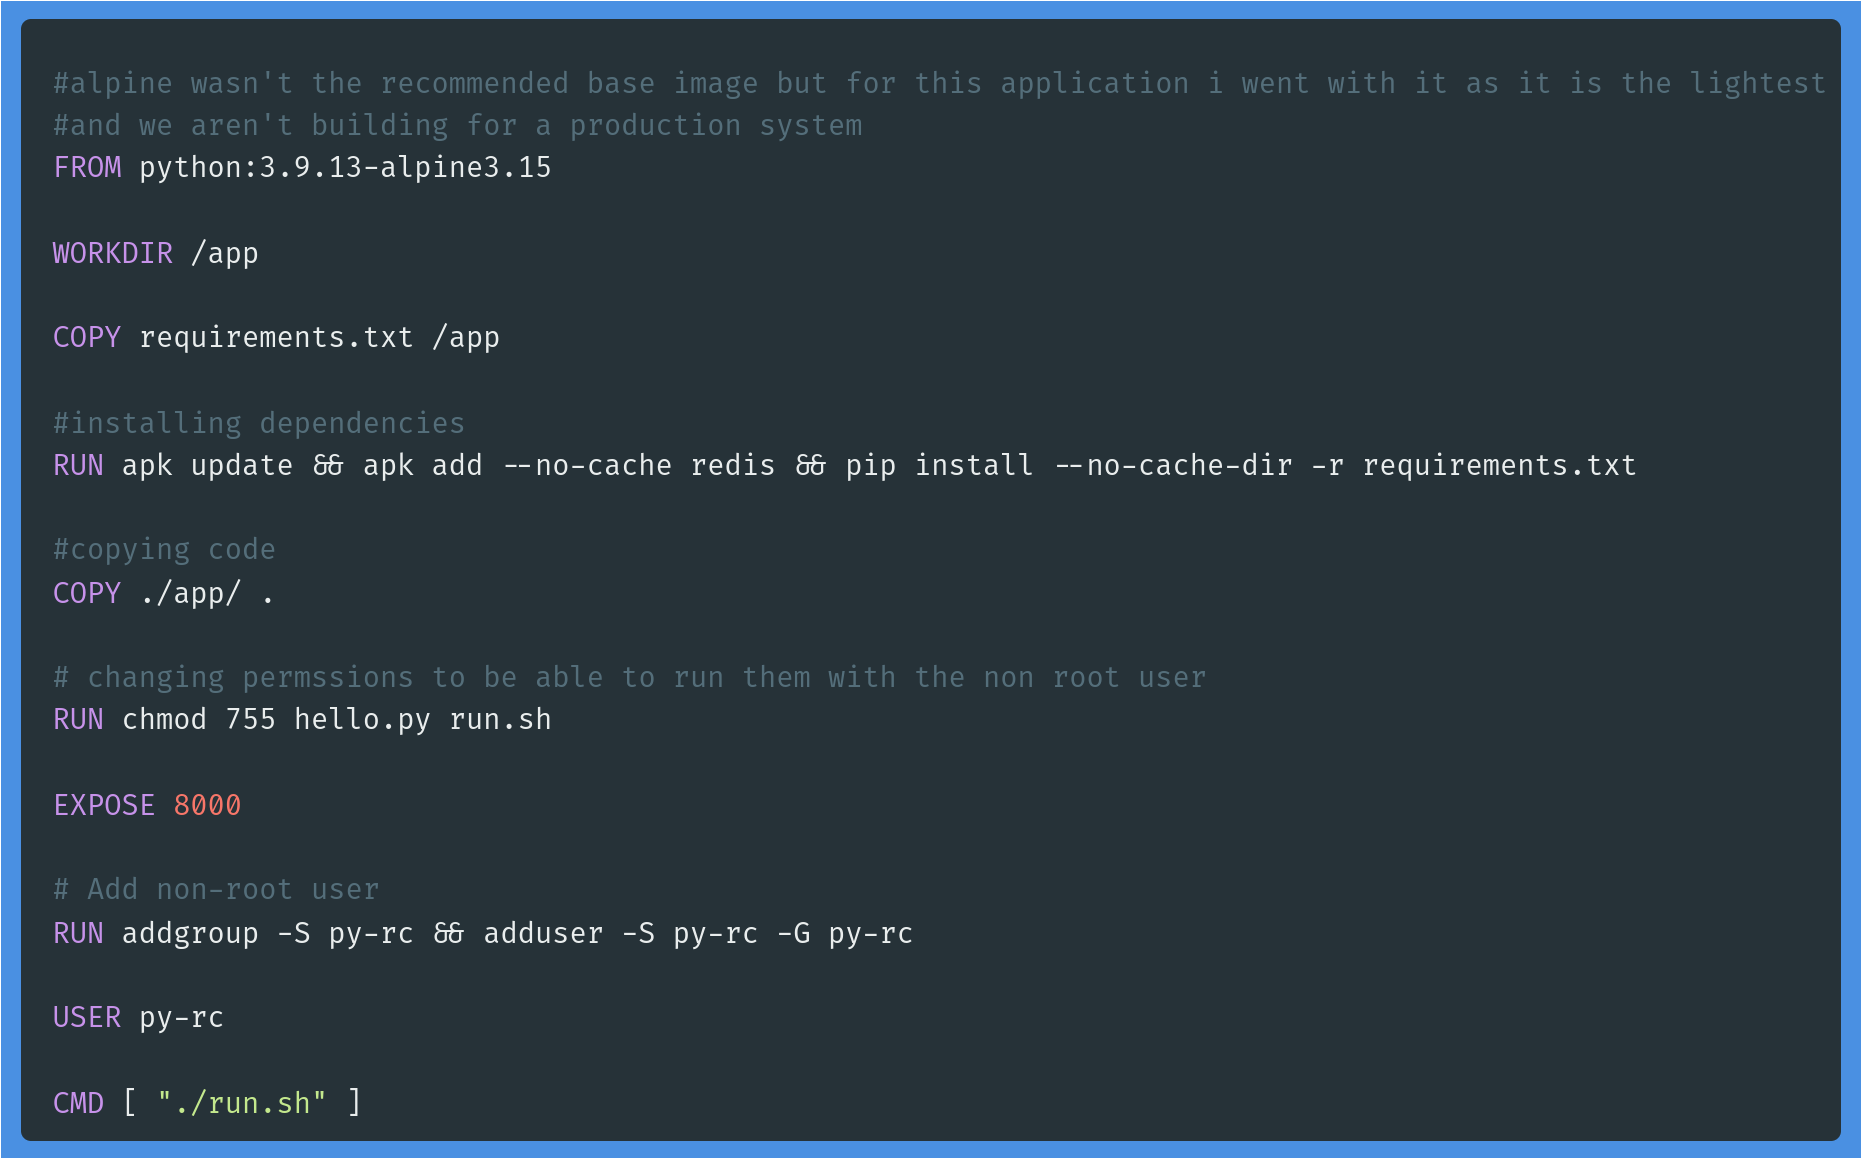 #alpine wasn't the recommended base image but for this application i went with it as it is the lightest
#and we aren't building for a production system
FROM python:3.9.13-alpine3.15
WORKDIR /app
COPY requirements.txt /app
#installing dependencies
RUN apk update && apk add --no-cache redis && pip install --no-cache-dir -r requirements.txt
#copying code
COPY ./app/ .
# changing permssions to be able to run them with the non root user
RUN chmod 755 hello.py run.sh
EXPOSE 8000
# Add non-root user
RUN addgroup -S py-rc && adduser -S py-rc -G py-rc
USER py-rc
CMD [ "./run.sh" ]